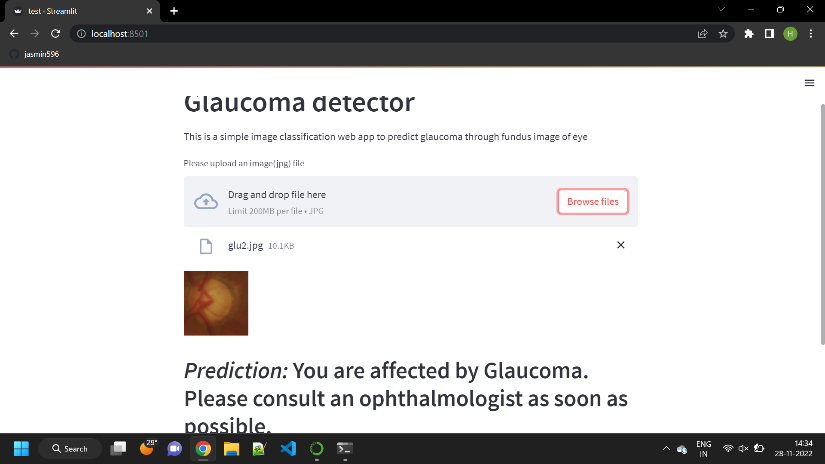 test - Streamlit
localhost:8501
H
jasmin596
Glaucoma detector
This is a simple image classification web app to predict glaucoma through fundus image of eye
Please upload an image(jpg) file
Drag and drop file here
Limit 200MB per file • JPG
Browse files
glu2.jpg 10.1KB
Prediction: You are affected by Glaucoma.
Please consult an ophthalmologist as soon as
possible.
Search
29°
ENG
IN
14:34
28-11-2022